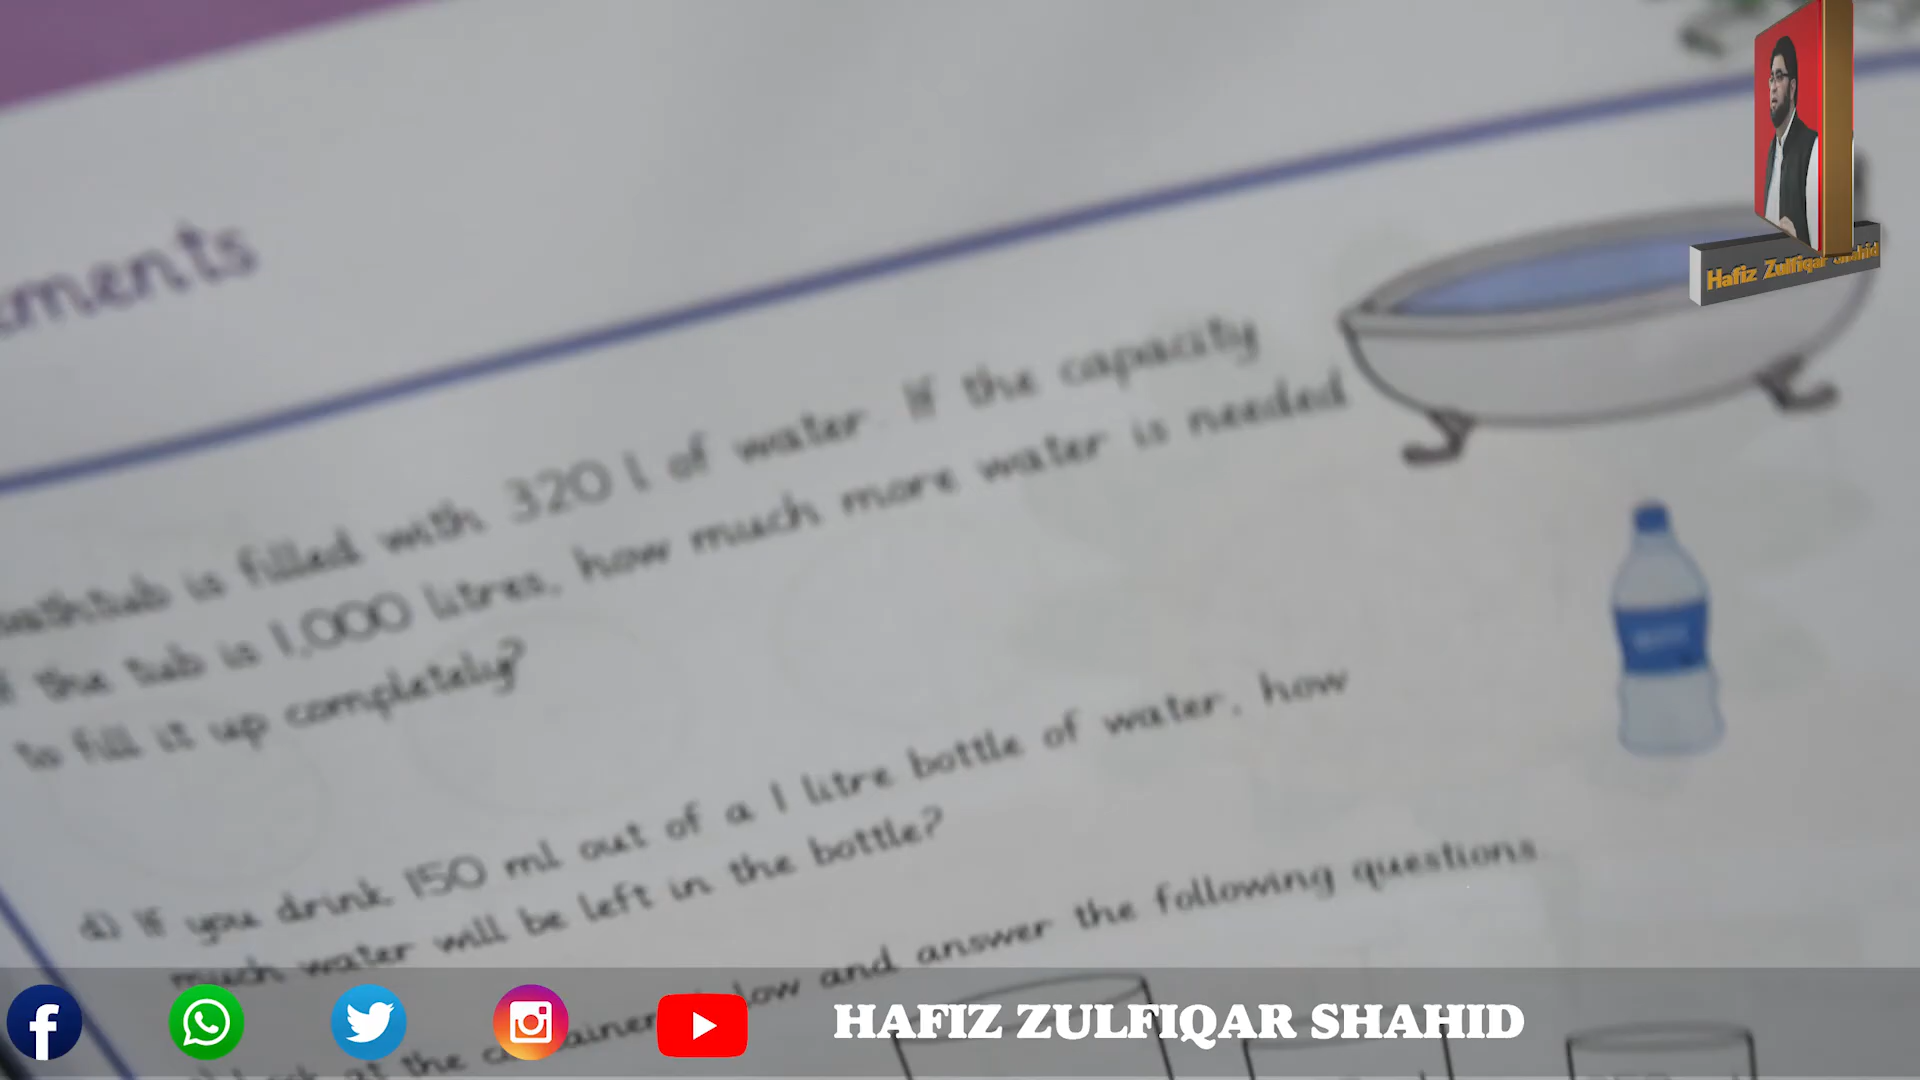 Hafiz Zulfiqar Shahid
ments
bathtub is filled with 320 l of water. If the capacity
the tub is 1,000 litres, how much more water is needed
to fill it up completely?
d) If you drink 150 ml out of a 1 litre bottle of water, how
much water will be left in the bottle?
at the low and answer the following questions
HAFIZ ZULFIQAR SHAHID